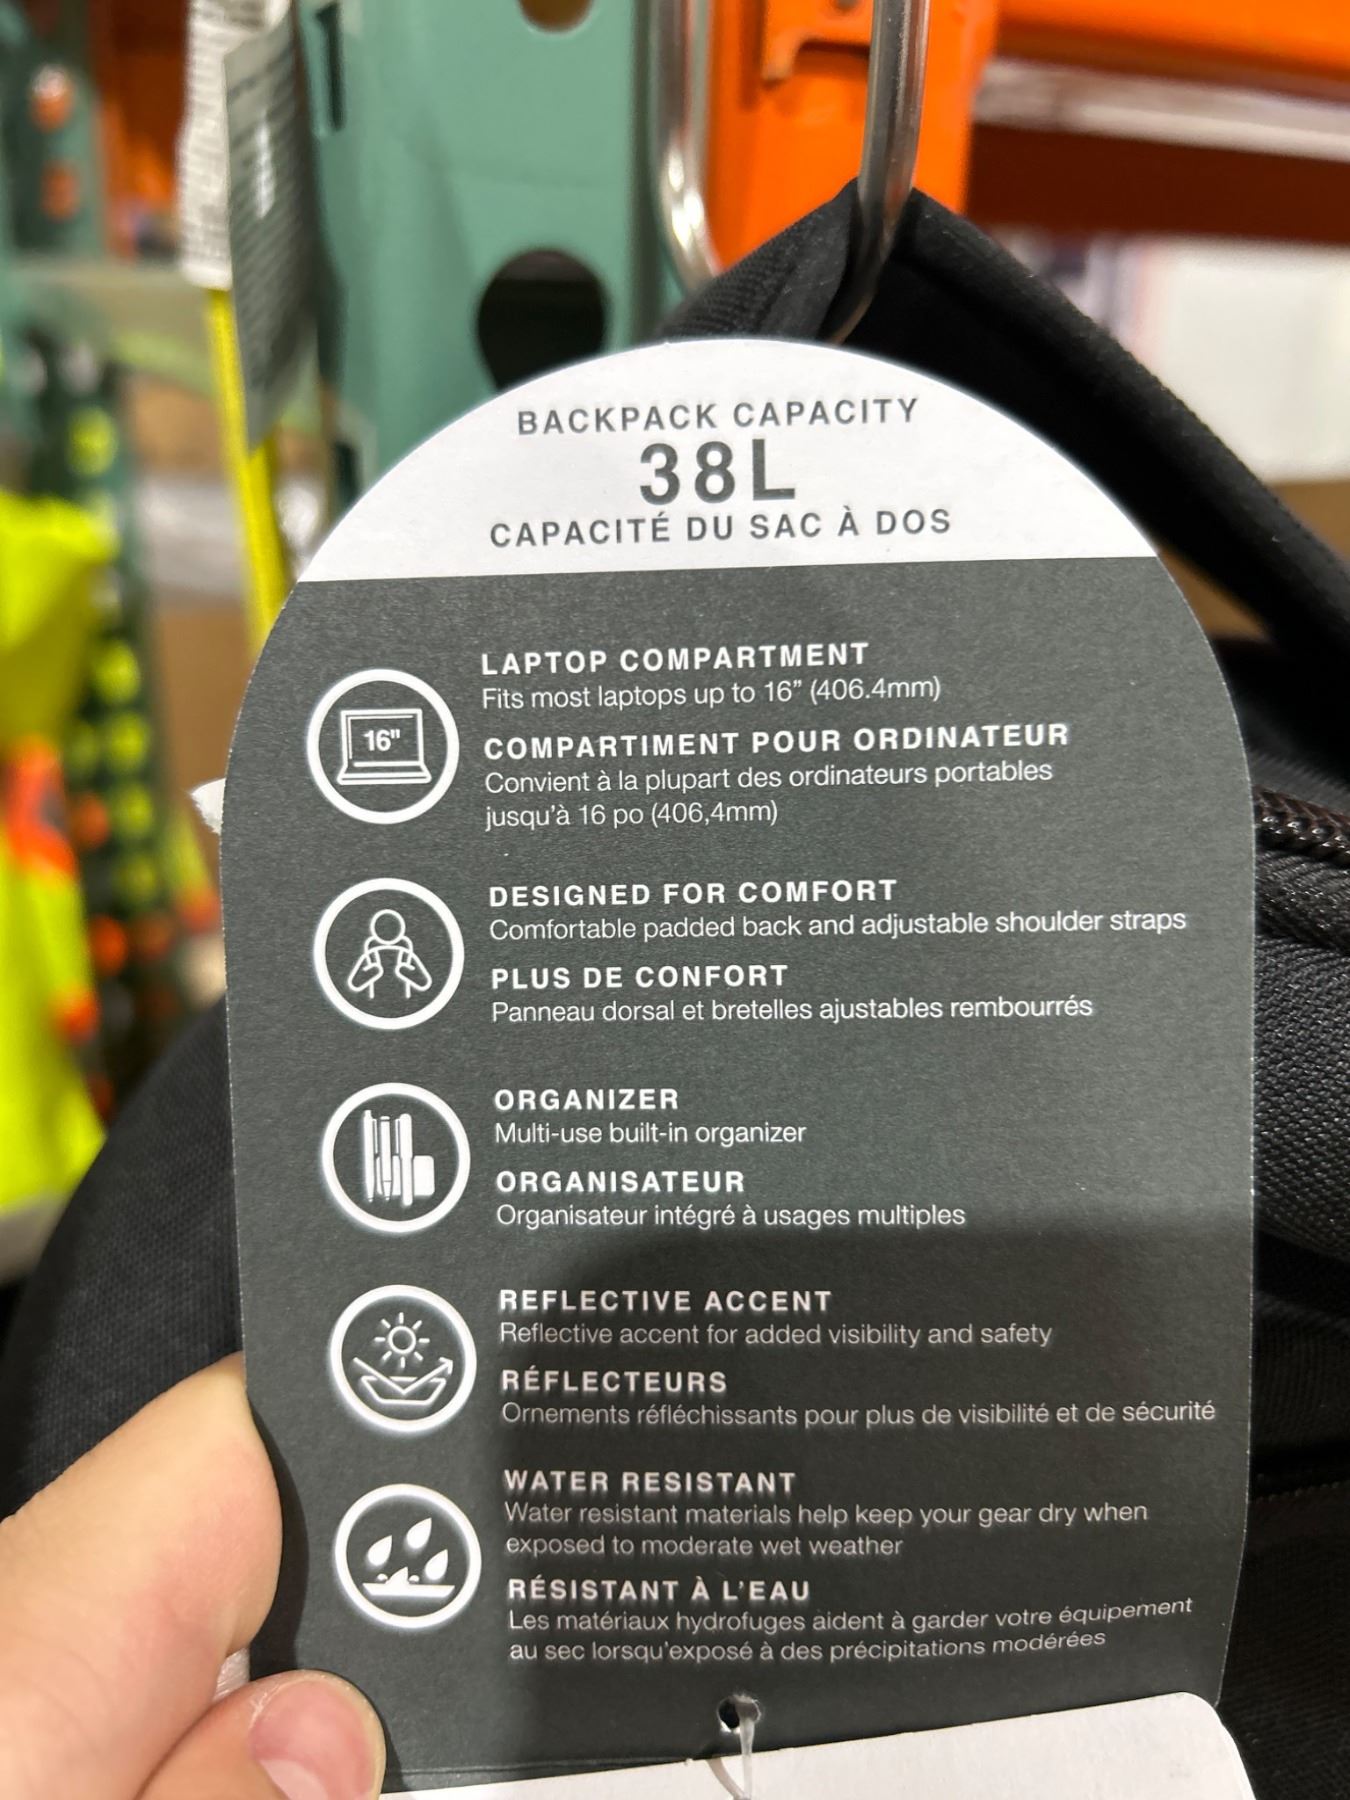 BACKPACK CAPACITY
38L
CAPACITÉ DU SAC À DOS
16"
LAPTOP COMPARTMENT
Fits most laptops up to 16” (406.4mm)
COMPARTIMENT POUR ORDINATEUR
Convient à la plupart des ordinateurs portables
jusqu’à 16 po (406,4mm)
DESIGNED FOR COMFORT
Comfortable padded back and adjustable shoulder straps
PLUS DE CONFORT
Panneau dorsal et bretelles ajustables rembourrés
ORGANIZER
Multi-use built-in organizer
ORGANISATEUR
Organisateur intégré à usages multiples
REFLECTIVE ACCENT
Reflective accent for added visibility and safety
RÉFLECTEURS
Ornements réfléchissants pour plus de visibilité et de sécurité
WATER RESISTANT
Water resistant materials help keep your gear dry when
exposed to moderate wet weather
RÉSISTANT À L’EAU
Les matériaux hydrofuges aident à garder votre équipement
au sec lorsqu’exposé à des précipitations modérées